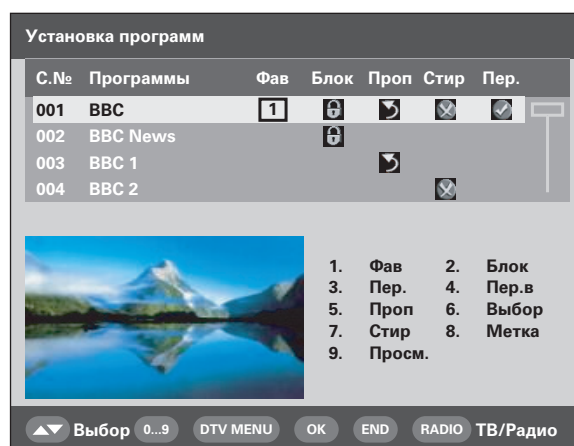 Установка программ
С.№ Программы Фав Блок Проп Стир Пер.
001 BBC 1
002 BBC News
003 BBC 1
004 BBC 2
1. Фав 2. Блок
3. Пер. 4. Пер.в
5. Проп 6. Выбор
7. Стир 8. Метка
9. Просм.
Выбор 0...9 DTV MENU OK END RADIO ТВ/Радио